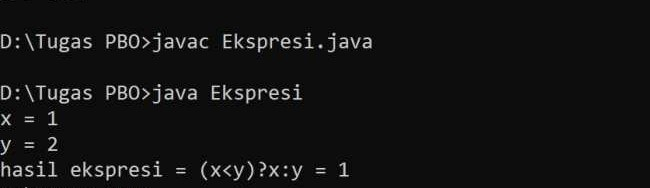 D:\Tugas PBO>javac Ekspresi.java
D:\Tugas PBO>java Ekspresi
x = 1
y = 2
hasil ekspresi = (x<y)?x:y = 1